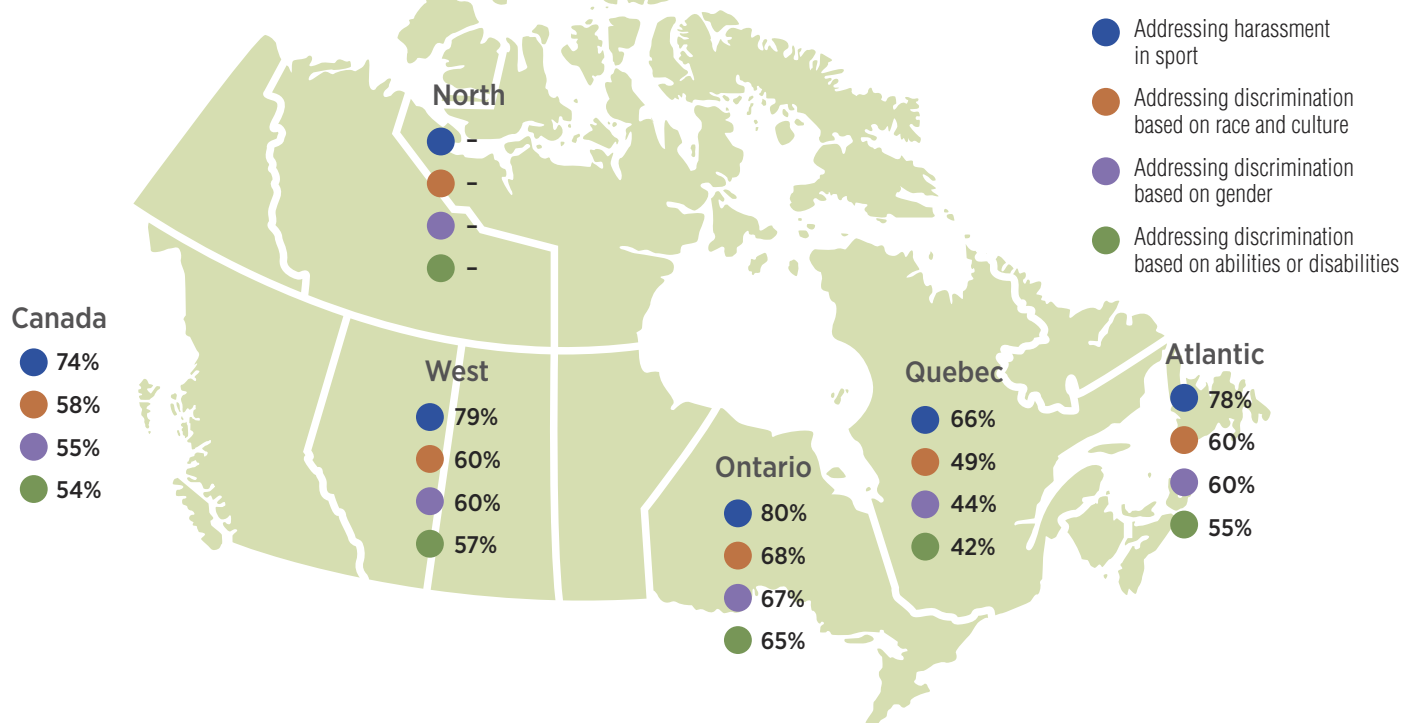 Addressing harassment
in sport
Addressing discrimination
based on race and culture
Addressing discrimination
based on gender
Addressing discrimination
based on abilities or disabilities
North
–
–
–
–
Canada
74%
58%
55%
54%
West
79%
60%
60%
57%
Ontario
80%
68%
67%
65%
Quebec
66%
49%
44%
42%
Atlantic
78%
60%
60%
55%